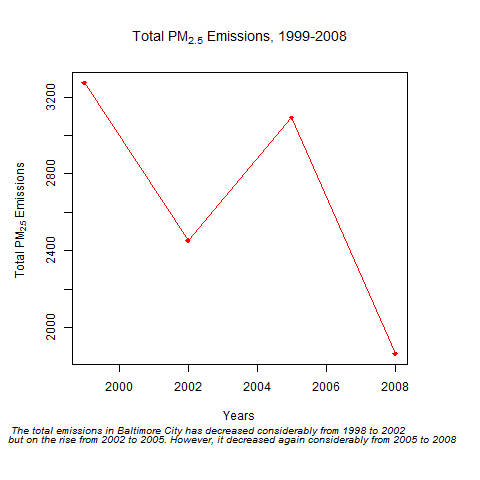 Total PM2.5 Emissions, 1999-2008
3200
2800
2400
2000
Total PM2.5 Emissions
2000 2002 2004 2006 2008
Years
The total emissions in Baltimore City has decreased considerably from 1998 to 2002
but on the rise from 2002 to 2005. However, it decreased again considerably from 2005 to 2008